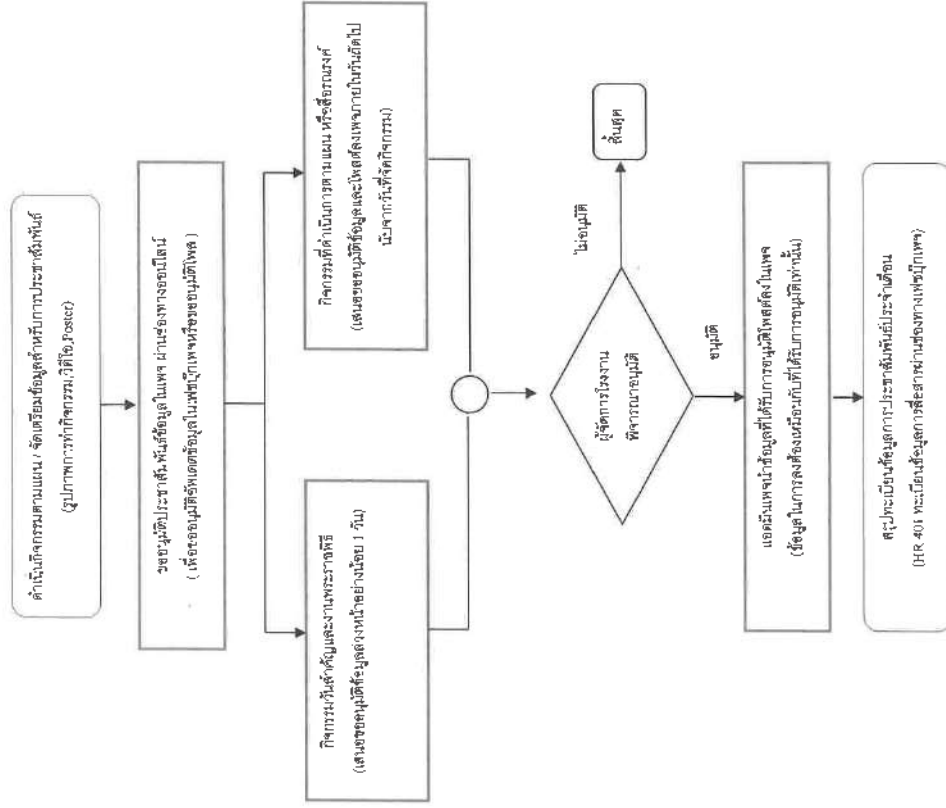 ดำเนินกิจกรรมตามแผน / จัดเตรียมข้อมูลสำหรับการประชาสัมพันธ์
(รูปภาพการทำกิจกรรม,วิดีโอ,Poster)
ขออนุมัติประชาสัมพันธ์ข้อมูลในเพจ ผ่านช่องทางออนไลน์
( เพื่อขออนุมัติอัพเดตข้อมูลในเฟซบุ๊กเพจหรือขออนุมัติโพส )
กิจกรรมวันสำคัญและงานพระราชพิธี
(เสนอขออนุมัติข้อมูลล่วงหน้าอย่างน้อย 1 วัน)
กิจกรรมที่ดำเนินการตามแผน หรือสื่อรณรงค์
(เสนอขออนุมัติข้อมูลและโพสต์ลงเพจภายในวันถัดไป
นับจากวันที่จัดกิจกรรม)
ผู้จัดการโรงงาน
พิจารณาอนุมัติ
ไม่อนุมัติ
สิ้นสุด
อนุมัติ
แอดมินเพจนำข้อมูลที่ได้รับการอนุมัติโพสต์ลงในเพจ
(ข้อมูลในการลงต้องเหมือนกับที่ได้รับการอนุมัติเท่านั้น)
สรุปทะเบียนข้อมูลการประชาสัมพันธ์ประจำเดือน
(HR 401 ทะเบียนข้อมูลการสื่อสารผ่านช่องทางเฟซบุ๊กเพจ)